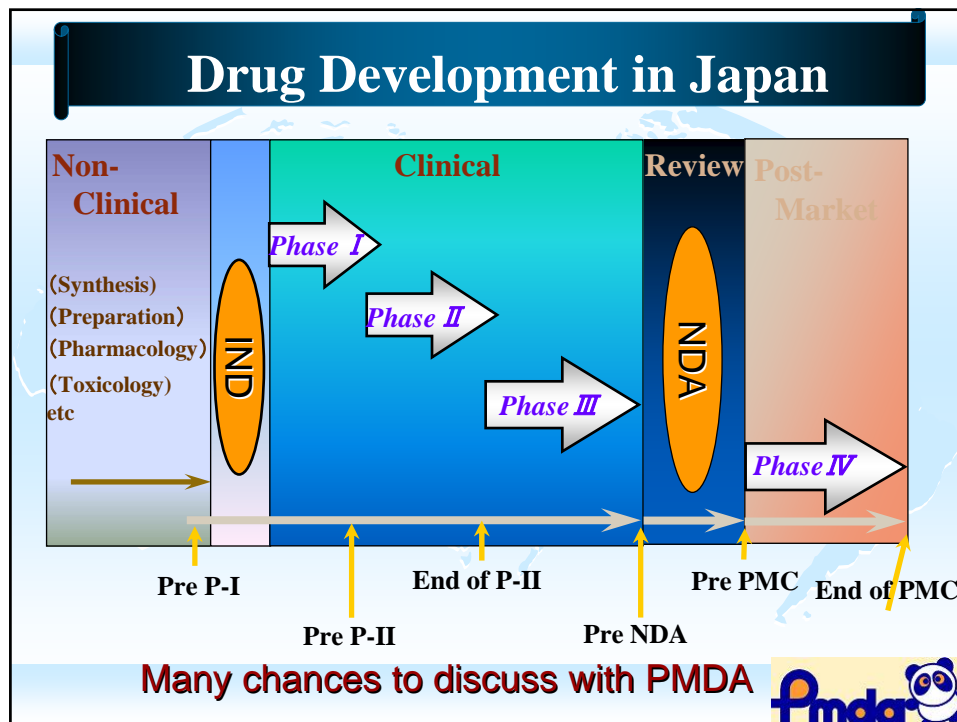 Drug Development in Japan
Non-
Clinical
Clinical
Review
Post-
Market
(Synthesis)
(Preparation）
(Pharmacology）
(Toxicology)
etc
IND
Phase Ⅰ
Phase Ⅱ
Phase Ⅲ
NDA
Phase Ⅳ
Pre P-I
Pre P-II
End of P-II
Pre NDA
Pre PMC
End of PMC
Many chances to discuss with PMDA
Pmda